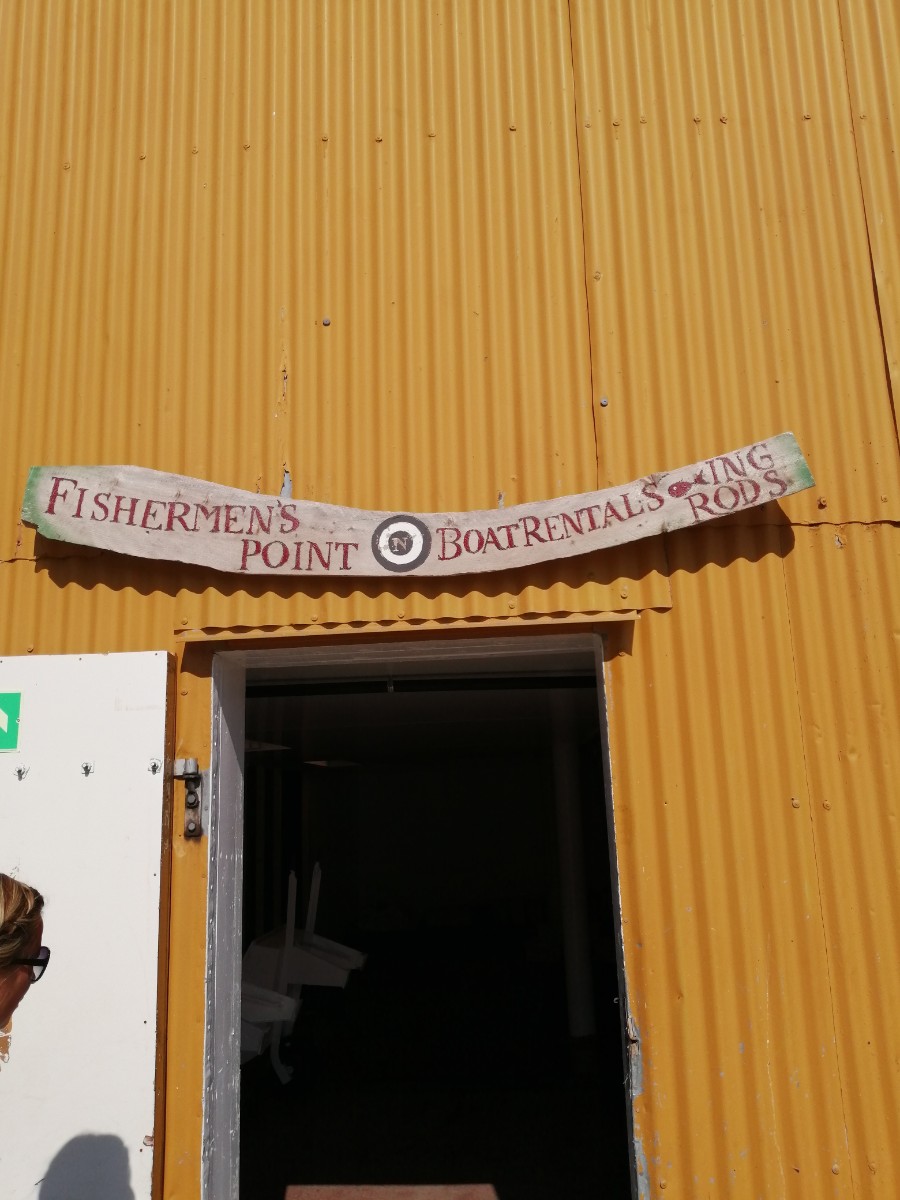 FISHERMEN'S
POINT
N
BOATRENTALS
ING
RODS